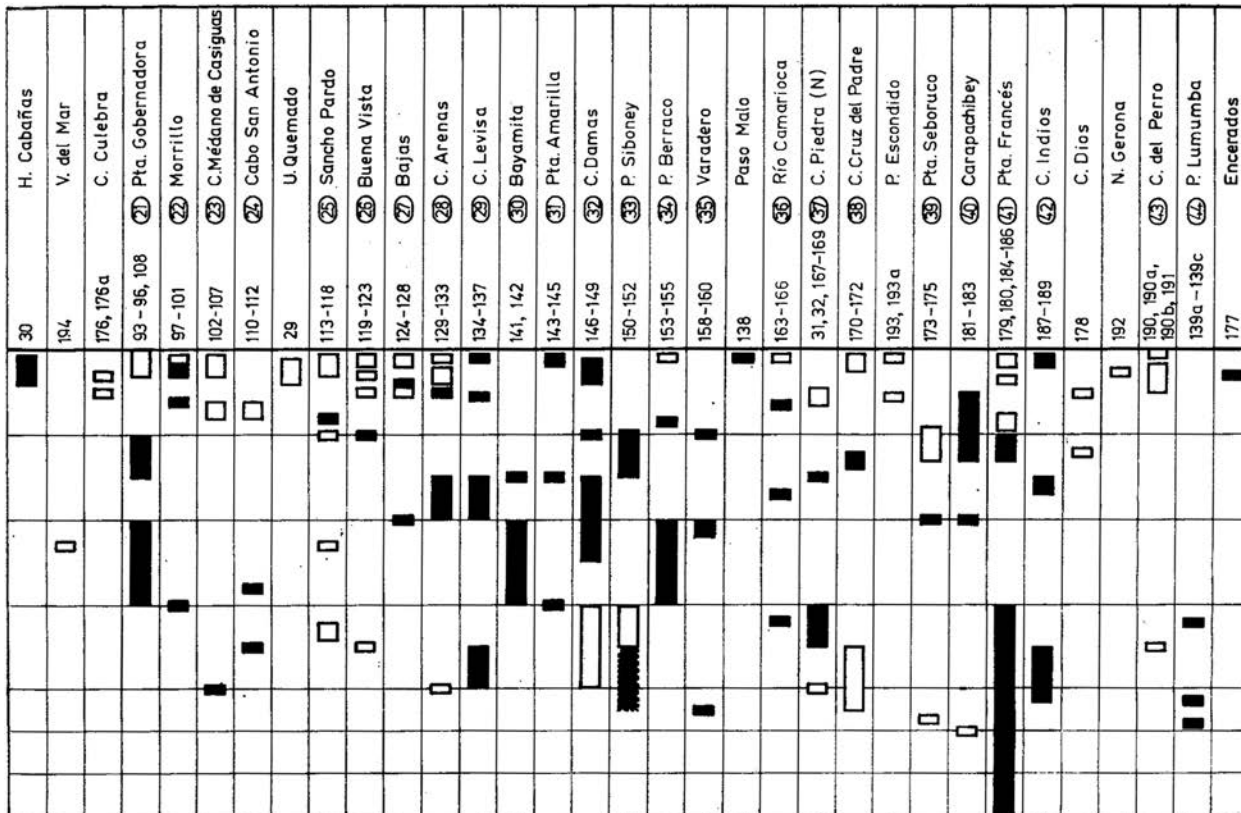 H. Cabañas
30
V. del Mar
194
C. Culebra
176, 176a
21 Pta. Gobernadora
93-96, 108
22 Morrillo
97-101
23 C.Médano de Casiguas
102-107
24 Cabo San Antonio
110-112
U. Quemado
29
25 Sancho Pardo
113-118
26 Buena Vista
119-123
27 Bajas
124-128
28 C. Arenas
129-133
29 C. Levisa
134-137
30 Bayamita
141, 142
31 Pta. Amarilla
143-145
32 C. Damas
146-149
33 P. Siboney
150-152
34 P. Berraco
153-155
35 Varadero
158-160
Paso Malo
138
36 Río Camarioca
163-166
37 C. Piedra (N)
31, 32, 167-169
38 C. Cruz del Padre
170-172
P. Escondido
193, 193a
39 Pta. Seboruco
173-175
40 Carapachibey
181-183
41 Pta. Francés
179, 180, 184-186
42 C. Indios
187-189
C. Dios
178
N. Gerona
192
43 C. del Perro
190, 190a,
190b, 191
44 P. Lumumba
139a-139c
Encerados
177